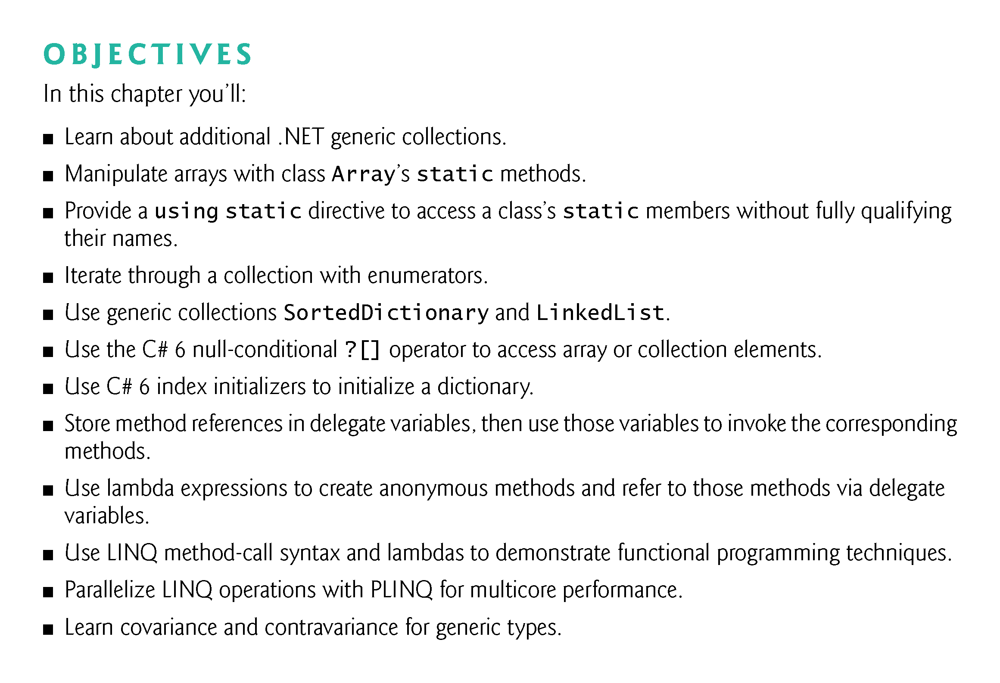 OBJECTIVES
In this chapter you’ll:
■ Learn about additional .NET generic collections.
■ Manipulate arrays with class Array’s static methods.
■ Provide a using static directive to access a class’s static members without fully qualifying
their names.
■ Iterate through a collection with enumerators.
■ Use generic collections SortedDictionary and LinkedList.
■ Use the C# 6 null-conditional ?[] operator to access array or collection elements.
■ Use C# 6 index initializers to initialize a dictionary.
■ Store method references in delegate variables, then use those variables to invoke the corresponding
methods.
■ Use lambda expressions to create anonymous methods and refer to those methods via delegate
variables.
■ Use LINQ method-call syntax and lambdas to demonstrate functional programming techniques.
■ Parallelize LINQ operations with PLINQ for multicore performance.
■ Learn covariance and contravariance for generic types.